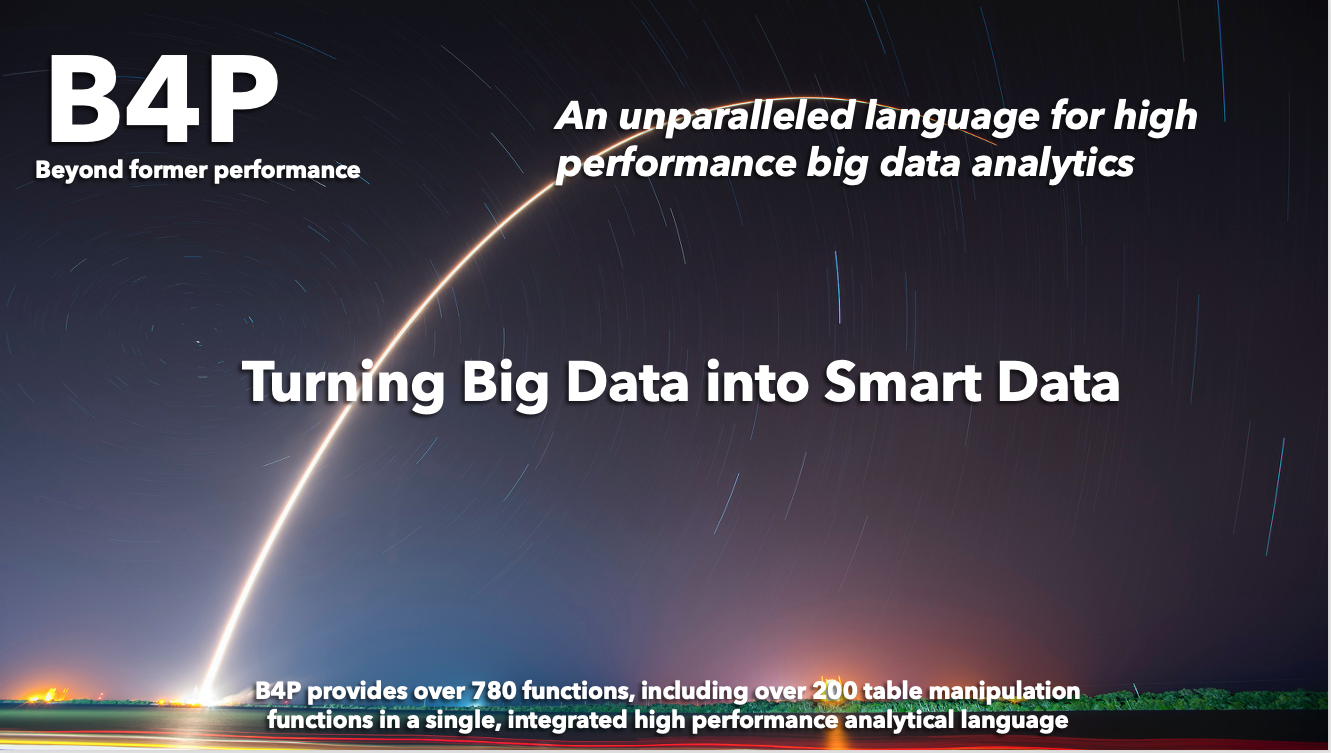 B4P
Beyond former performance
An unparalleled language for high
performance big data analytics
Turning Big Data into Smart Data
B4P provides over 780 functions, including over 200 table manipulation
functions in a single, integrated high performance analytical language